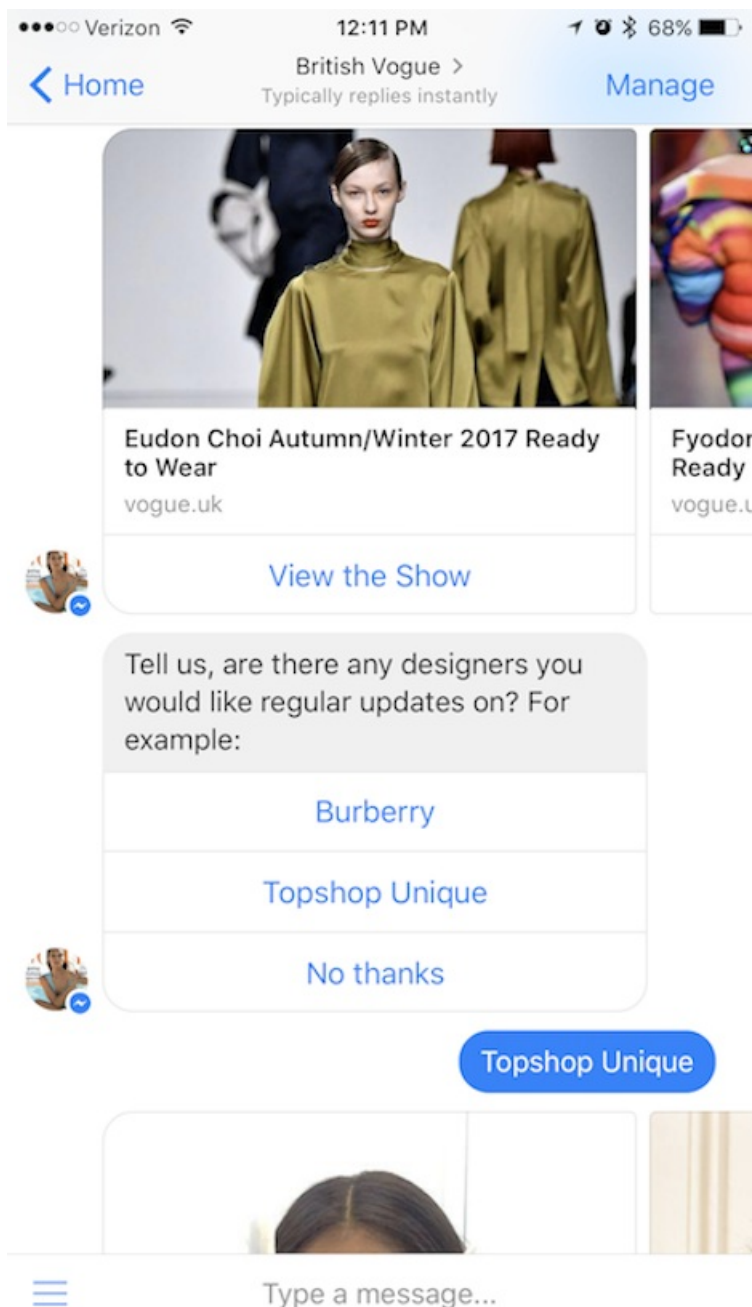 Verizon 12:11 PM 68%
Home British Vogue > Manage
Typically replies instantly
Eudon Choi Autumn/Winter 2017 Ready
to Wear
vogue.uk
View the Show
Fyodor
Ready
vogue.u
Tell us, are there any designers you
would like regular updates on? For
example:
Burberry
Topshop Unique
No thanks
Topshop Unique
Type a message...